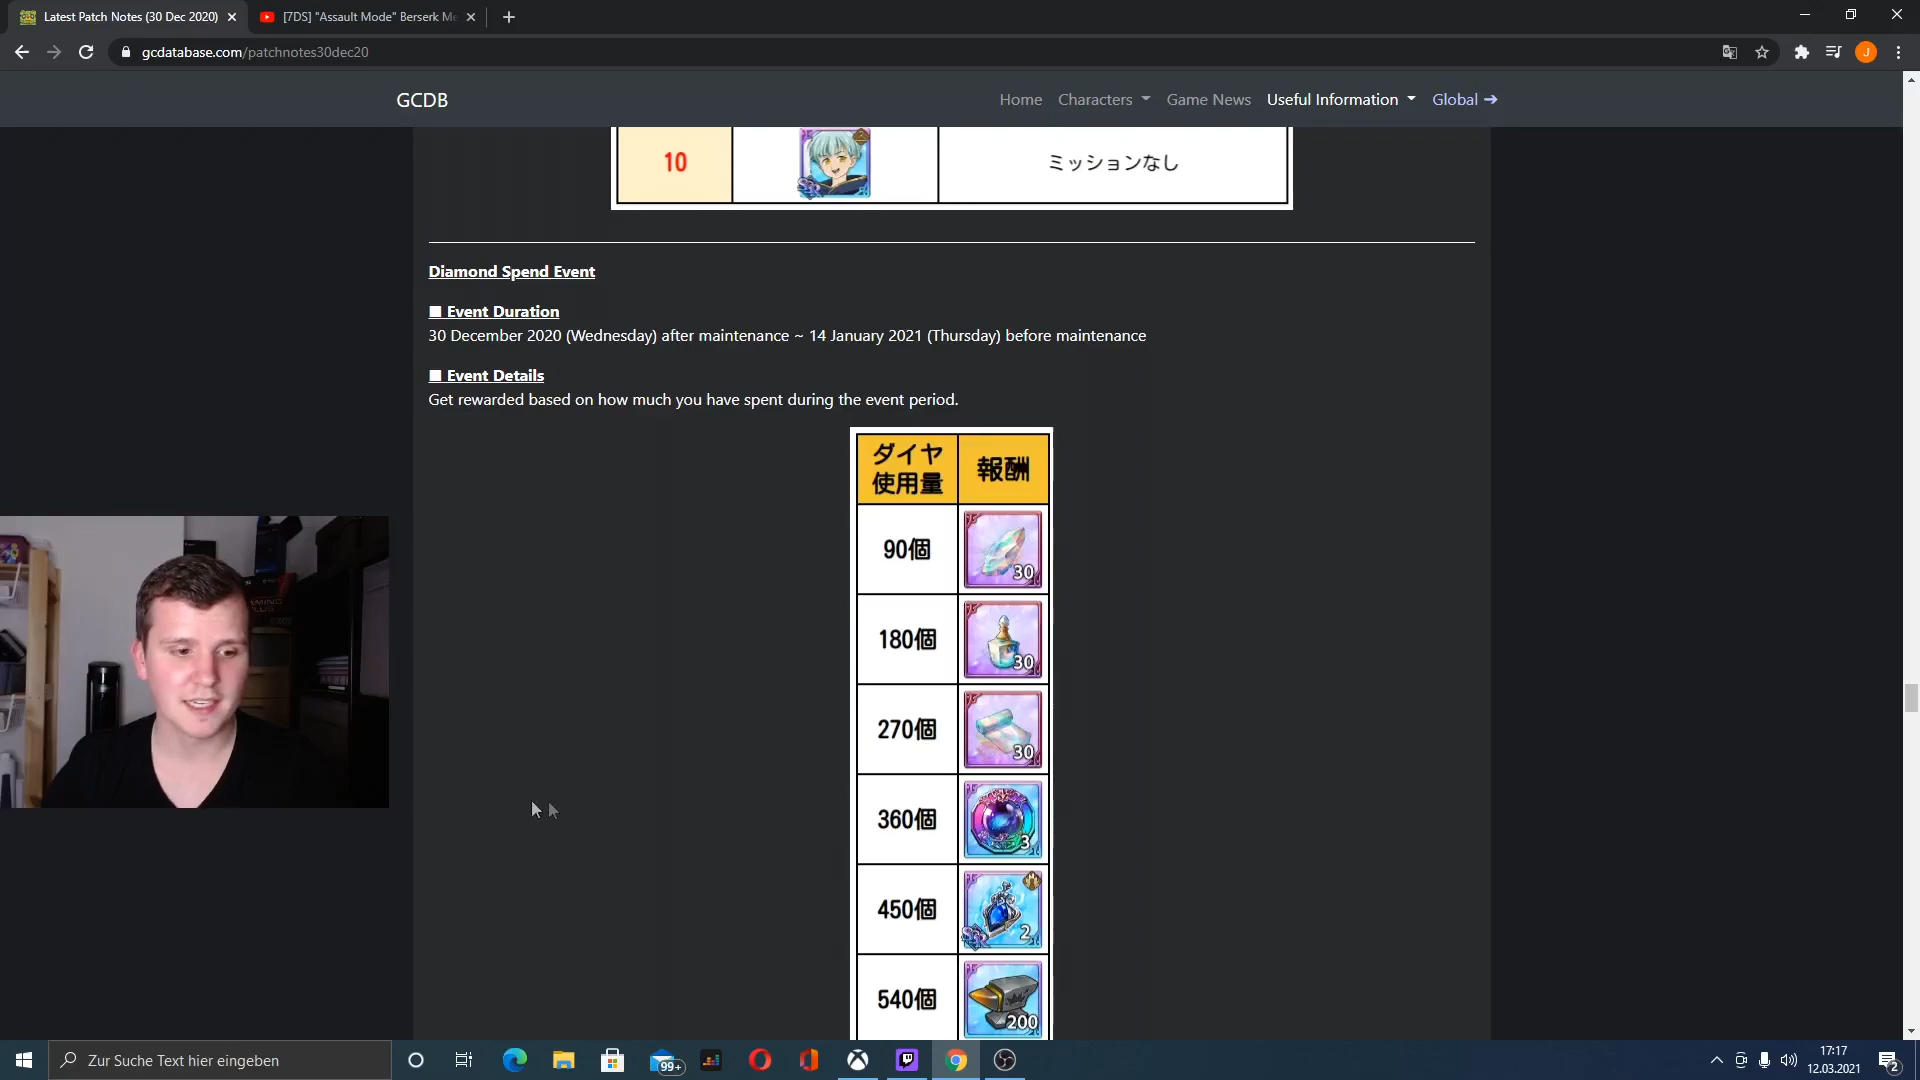 Latest Patch Notes (30 Dec 2020)
[7DS] "Assault Mode" Berserk Me
gcdatabase.com/patchnotes30dec20
J
GCDB
Home
Characters
Game News
Useful Information
Global ➔
10
SSR
ミッションなし
Diamond Spend Event
■ Event Duration
30 December 2020 (Wednesday) after maintenance ~ 14 January 2021 (Thursday) before maintenance
■ Event Details
Get rewarded based on how much you have spent during the event period.
ダイヤ
使用量
報酬
90個
30
180個
30
270個
30
360個
3
450個
SSR
2
540個
200
Zur Suche Text hier eingeben
99+
17:17
12.03.2021
2